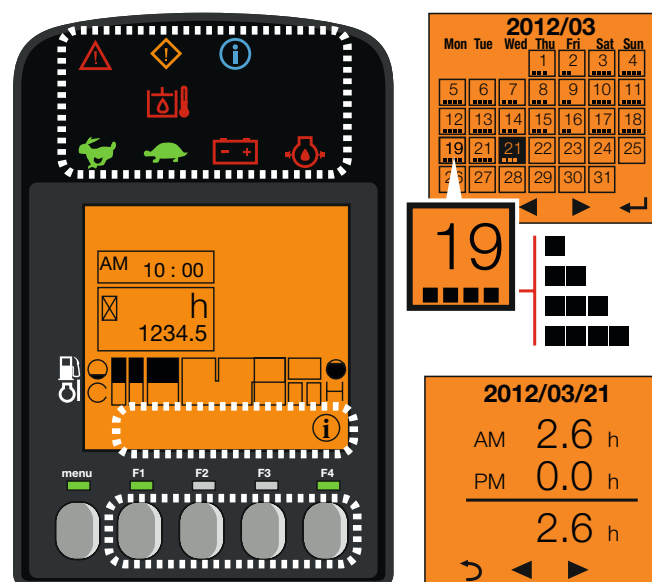 AM 10 : 00
h
1234.5
C H
i
menu F1 F2 F3 F4
2012/03
Mon Tue Wed Thu Fri Sat Sun
1 2 3 4
5 6 7 8 9 10 11
12 13 14 15 16 17 18
19 21 21 22 23 24 25
26 27 28 29 30 31
19
2012/03/21
AM 2.6 h
PM 0.0 h
2.6 h